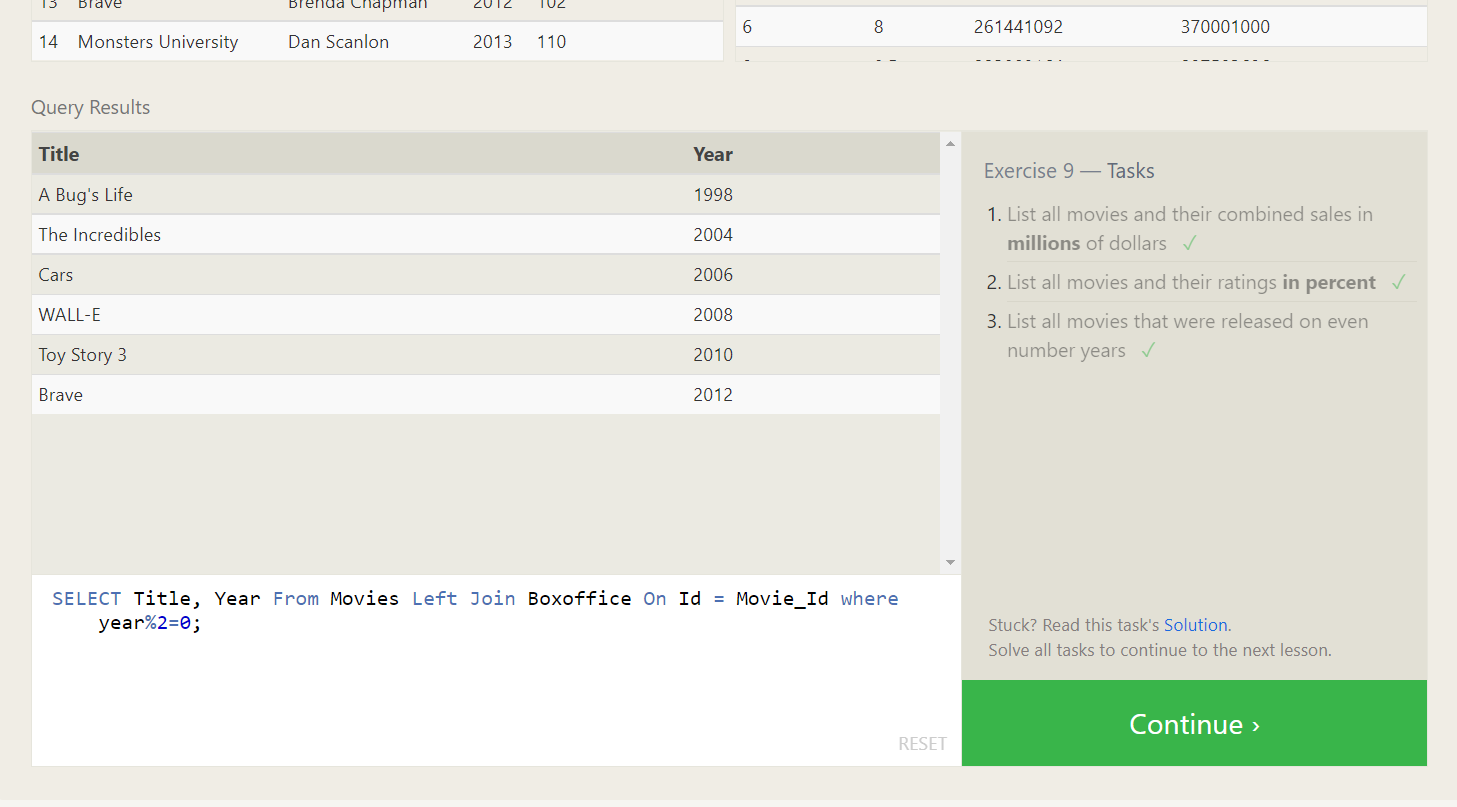 13 Brave Brenda Chapman 2012 102
14 Monsters University Dan Scanlon 2013 110
6 8 261441092 370001000
Query Results
Title Year
A Bug's Life 1998
The Incredibles 2004
Cars 2006
WALL-E 2008
Toy Story 3 2010
Brave 2012
SELECT Title, Year From Movies Left Join Boxoffice On Id = Movie_Id where
year%2=0;
RESET
Exercise 9 — Tasks
1. List all movies and their combined sales in
millions of dollars ✓
2. List all movies and their ratings in percent ✓
3. List all movies that were released on even
number years ✓
Stuck? Read this task's Solution.
Solve all tasks to continue to the next lesson.
Continue ›